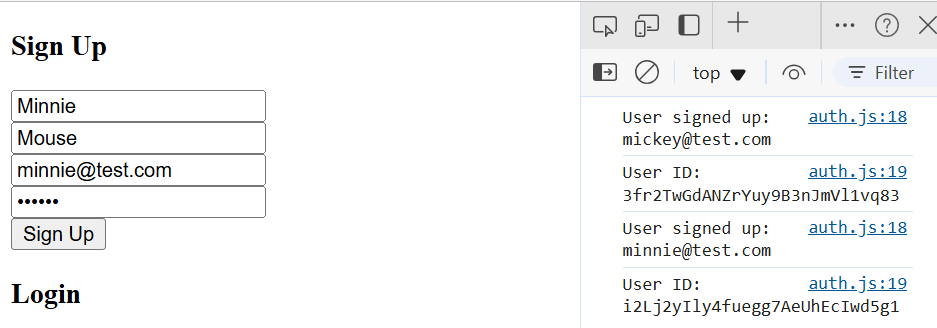 Sign Up
Minnie
Mouse
minnie@test.com
••••••
Sign Up
Login
top
Filter
User signed up: auth.js:18
mickey@test.com
User ID: auth.js:19
3fr2TwGdANZrYuy9B3nJmVl1vq83
User signed up: auth.js:18
minnie@test.com
User ID: auth.js:19
i2Lj2yIly4fuegg7AeUhEcIwd5g1